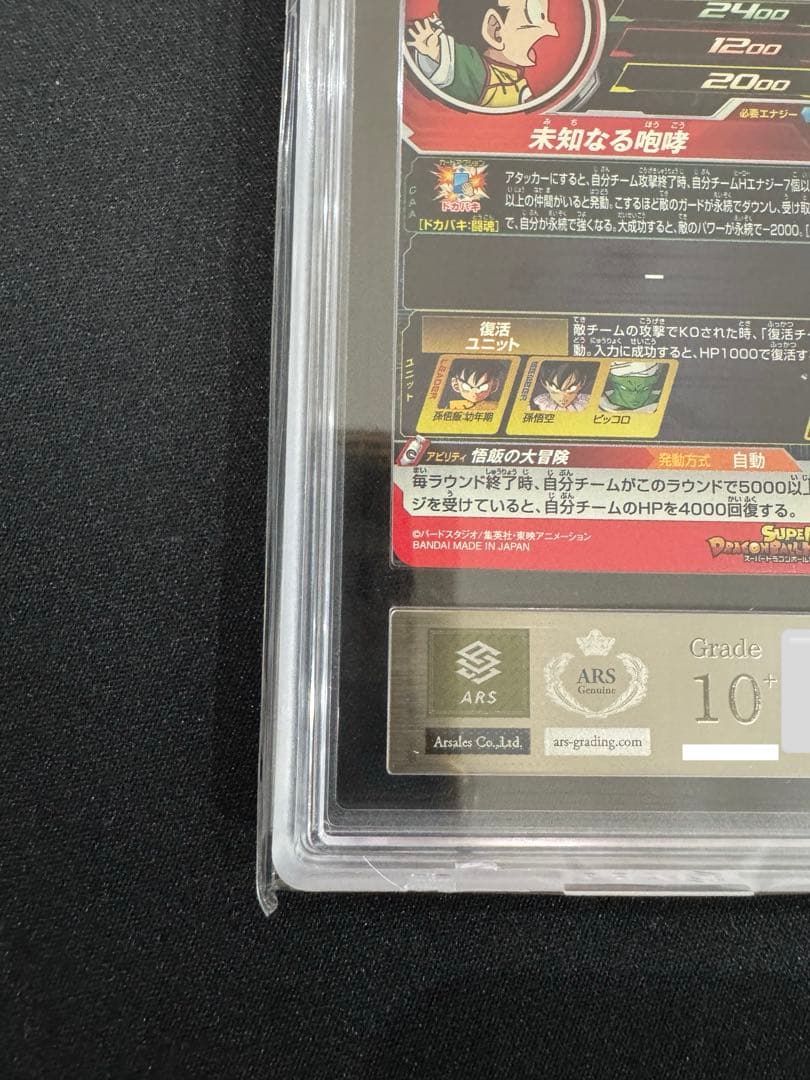 2400
1200
2000
必要エナジー
未知なる咆哮
みち ほうこう
CAA
カードアクション
ドカバキ
[ドカバキ:闘魂]
アタッカーにすると、自分チーム攻撃終了時、自分チームHエナジー7個以
以上の仲間がいると発動。こするほど敵のガードが永続でダウンし、受け取
で、自分が永続で強くなる。大成功すると、敵のパワーが永続で-2000。[
ー
復活
ユニット
敵チームの攻撃でKOされた時、「復活チー
動。入力に成功すると、HP1000で復活す
ユニット
LEADER
孫悟飯:幼年期
MEMBER
孫悟空
ピッコロ
アビリティ 悟飯の大冒険 発動方式 自動
毎ラウンド終了時、自分チームがこのラウンドで5000以上
ジを受けていると、自分チームのHPを4000回復する。
©バードスタジオ/集英社・東映アニメーション
BANDAI MADE IN JAPAN
SUPER
DRAGONBALL
スーパードラゴンボール
ARS
Arsales Co.,Ltd.
ARS
Genuine
ars-grading.com
Grade
10+